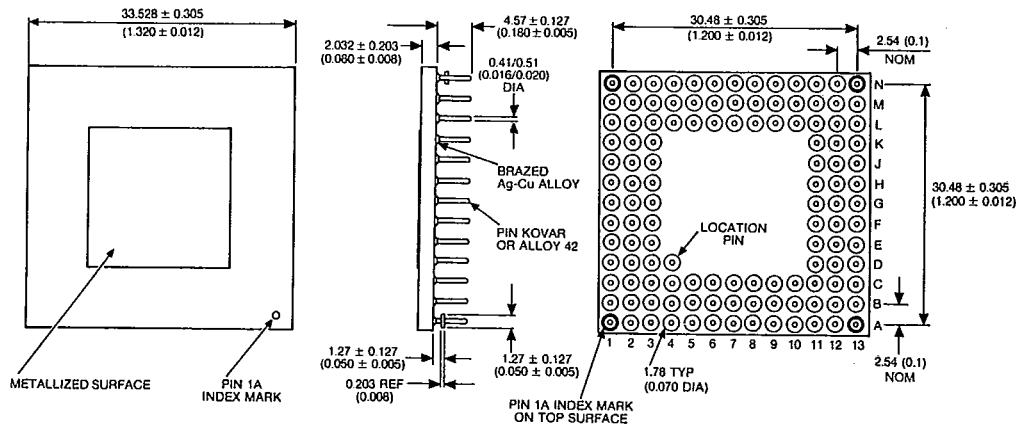 33.528 ± 0.305
(1.320 ± 0.012)
METALLIZED SURFACE
PIN 1A
INDEX MARK
4.57 ± 0.127
(0.180 ± 0.005)
2.032 ± 0.203
(0.080 ± 0.008)
0.41/0.51
(0.016/0.020)
DIA
BRAZED
Ag-Cu ALLOY
PIN KOVAR
OR ALLOY 42
1.27 ± 0.127
(0.050 ± 0.005)
0.203 REF
(0.008)
1.27 ± 0.127
(0.050 ± 0.005)
30.48 ± 0.305
(1.200 ± 0.012)
2.54 (0.1)
NOM
N
M
L
K
J
H
G
F
E
D
C
B
A
30.48 ± 0.305
(1.200 ± 0.012)
LOCATION
PIN
1 2 3 4 5 6 7 8 9 10 11 12 13
2.54 (0.1)
NOM
1.78 TYP
(0.070 DIA)
PIN 1A INDEX MARK
ON TOP SURFACE